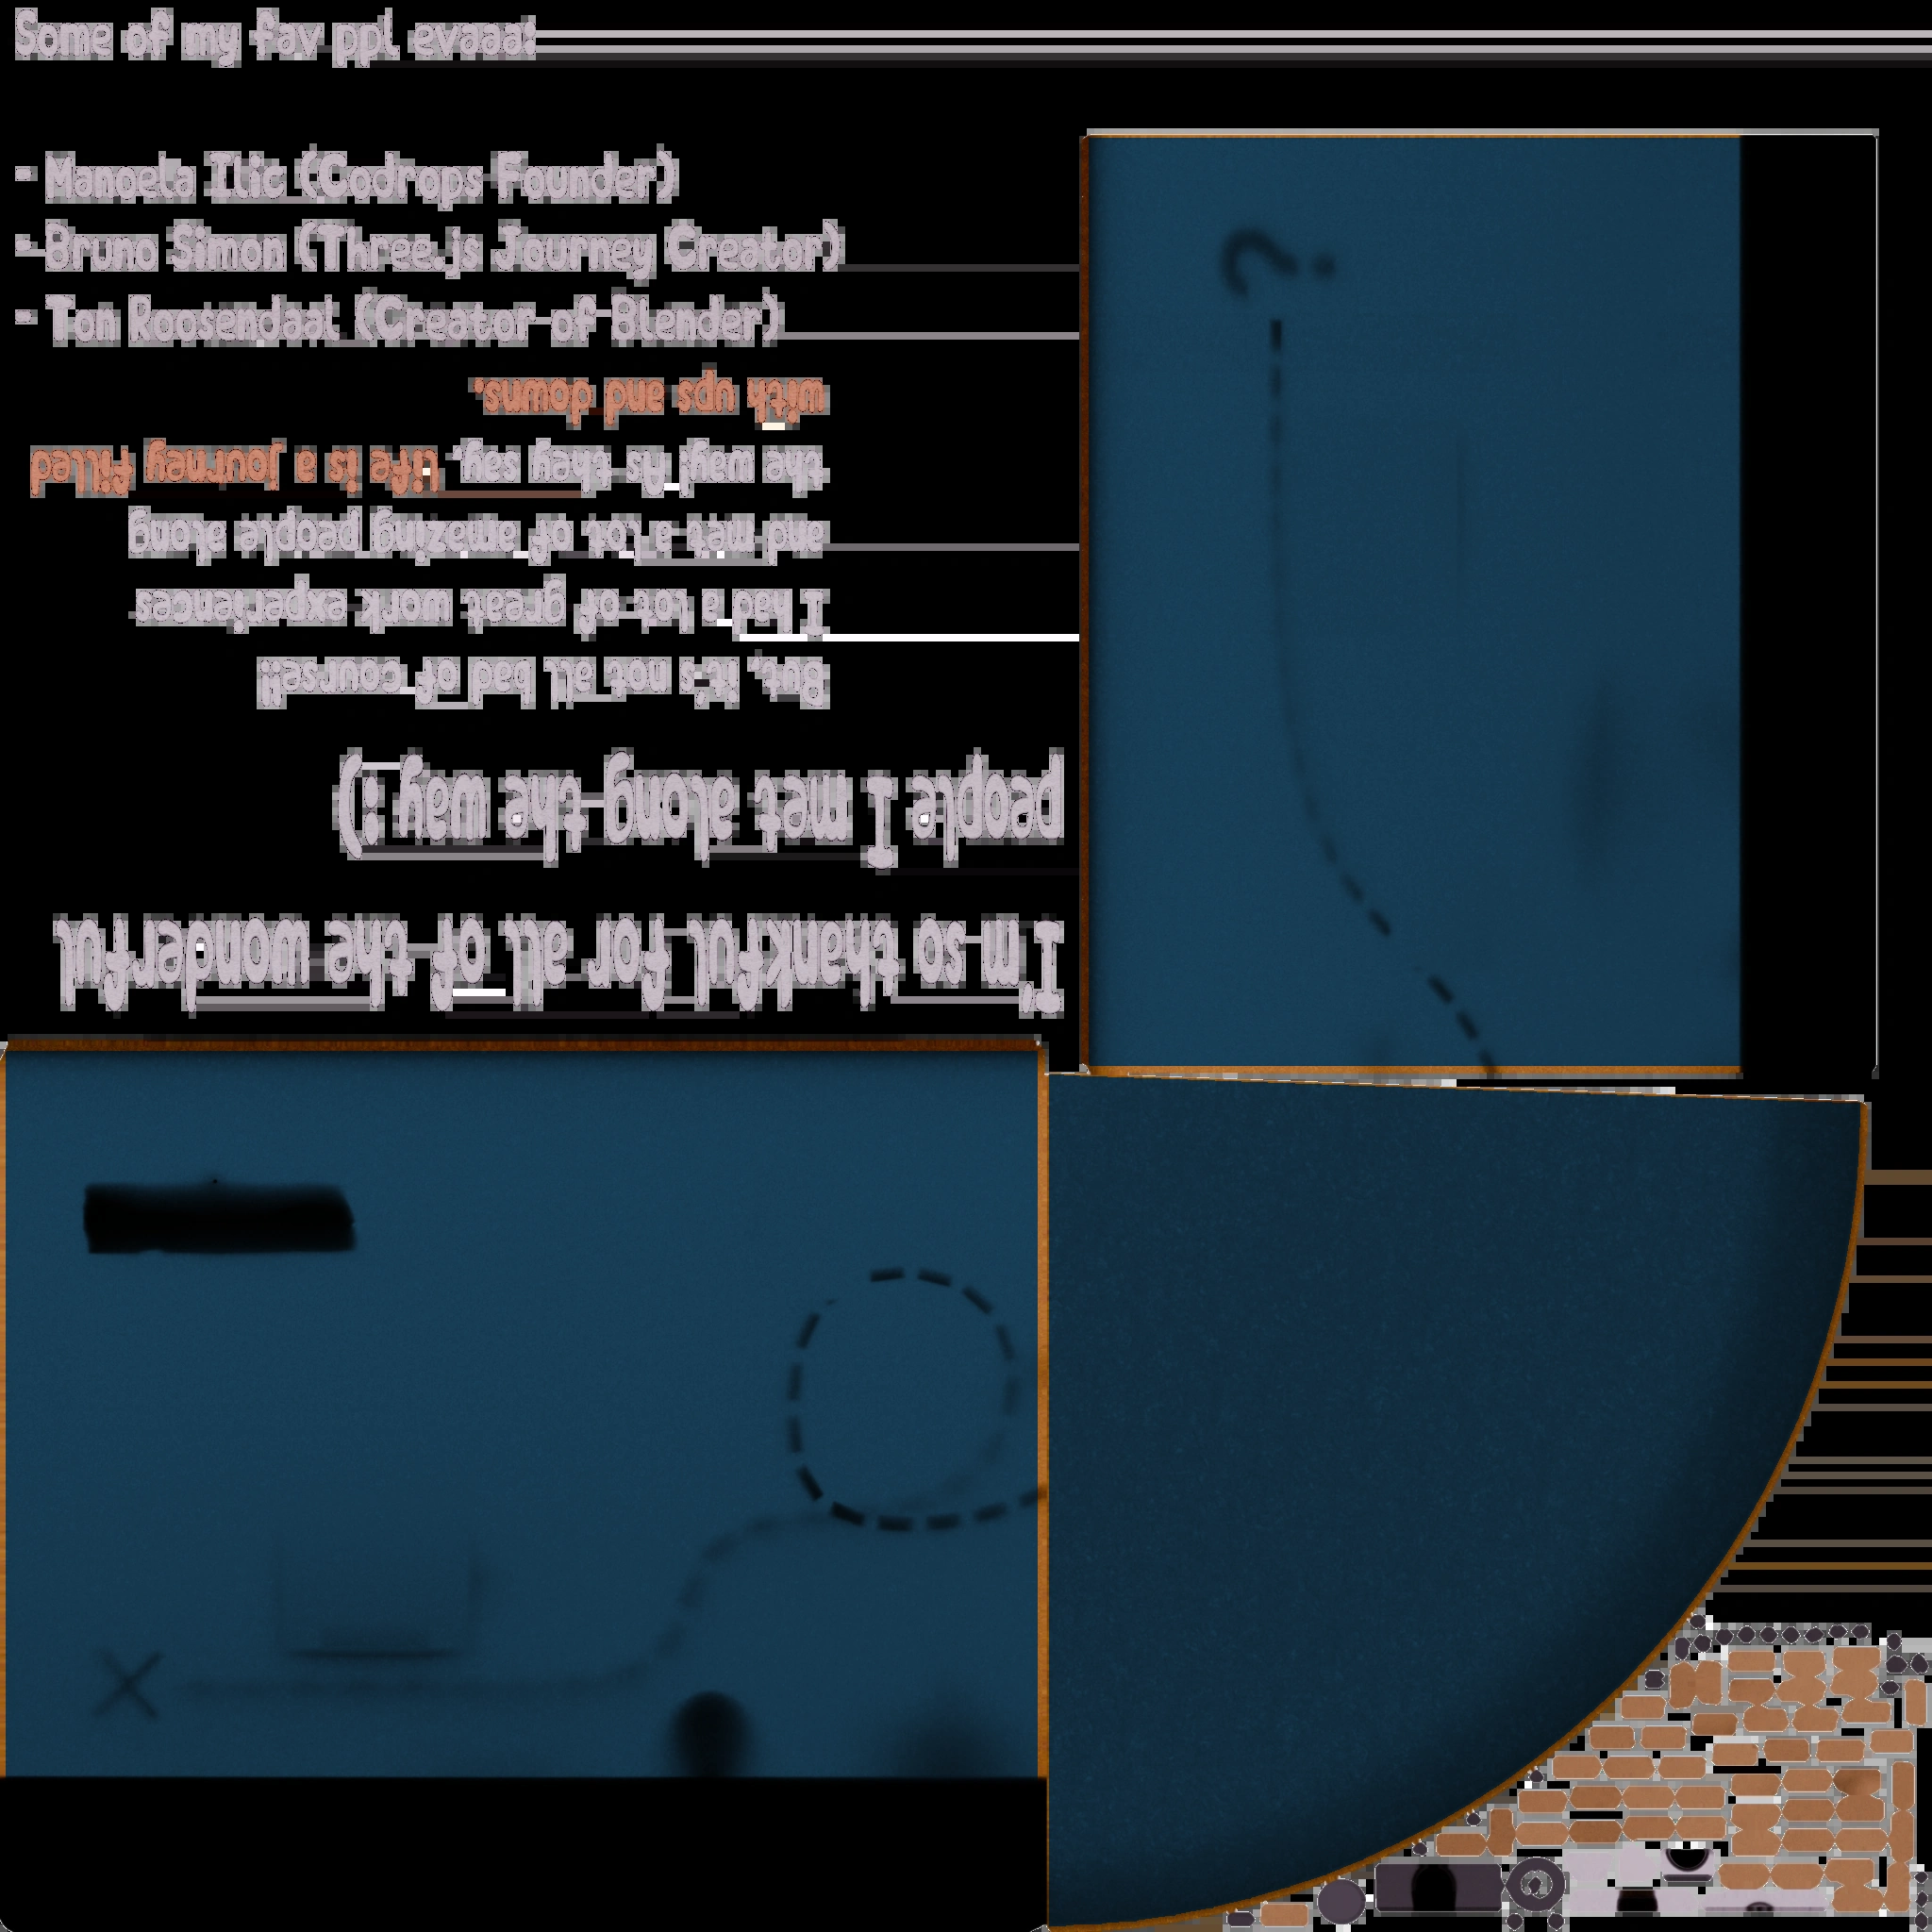 Some of my fav ppl evaaa:
- Manoela Ilic (Codrops Founder)
- Bruno Simon (Three.js Journey Creator)
- Ton Roosendaal (Creator of Blender)
I'm so thankful for all of the wonderful
people I met along the way :)
But, it's not all bad of course!!
I had a lot of great work experiences
and met a lot of amazing people along
the way! As they say, life is a journey filled
with ups and downs.